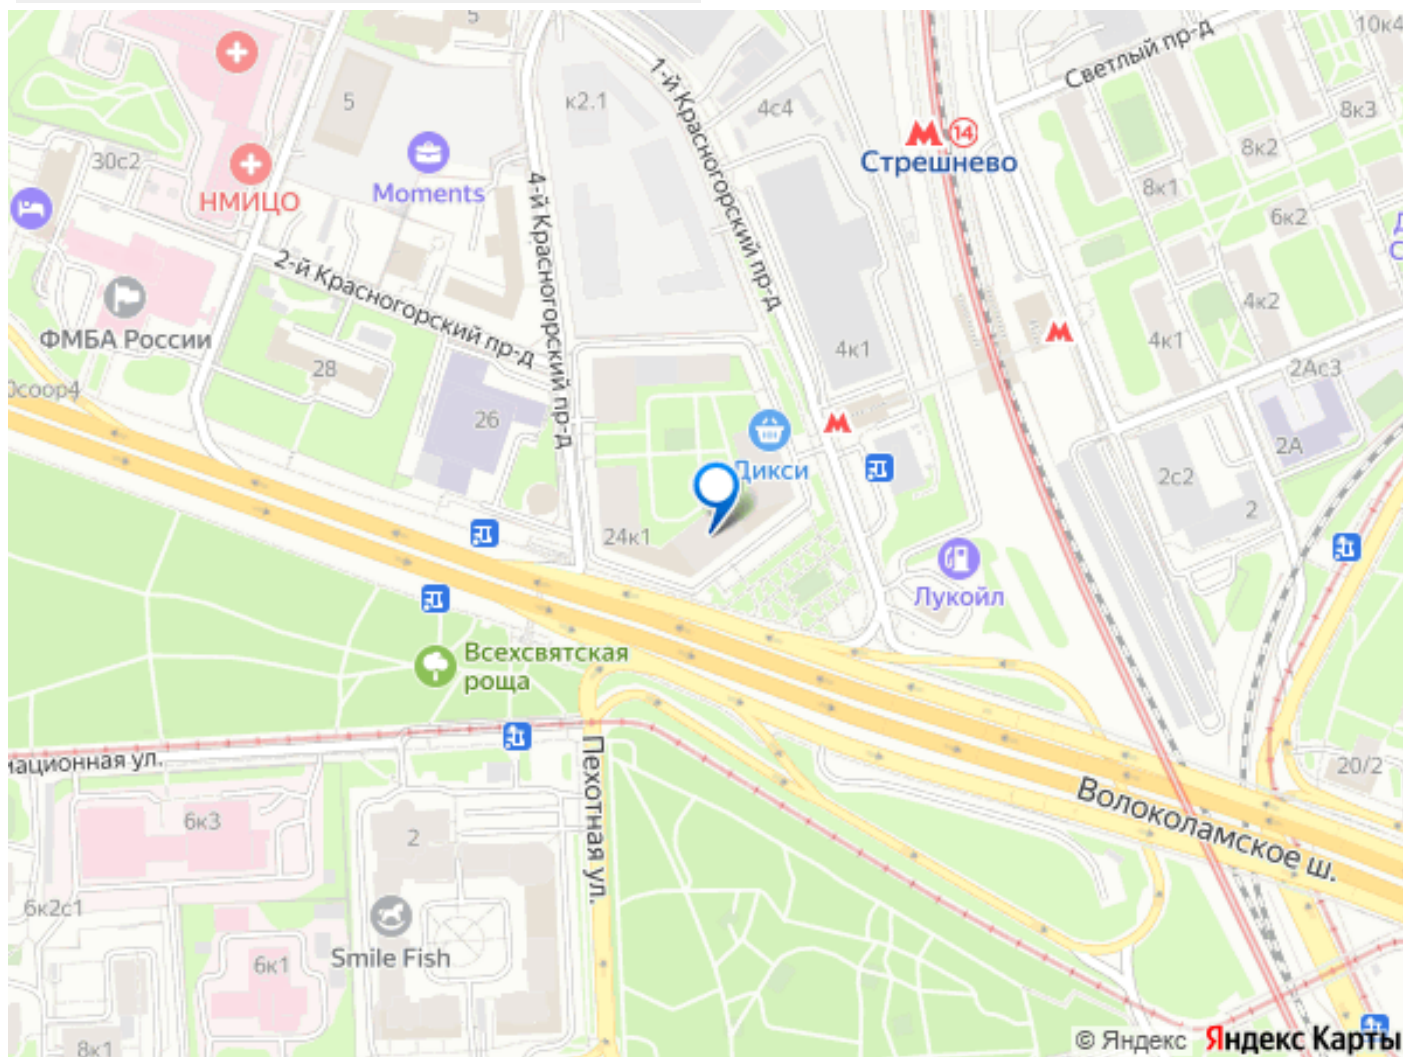 5
10к4
Светлый пр-д
1-й Красногорский пр-д
5
к2.1
4с4
8к3
14
Стрешнево
8к2
30с2
Moments
НМИЦО
4-й Красногорский пр-д
8к1
6к2
2-й Красногорский пр-д
ФМБА России
4к2
4к1
4к1
28
2Ас3
26
Дикси
2А
2с2
2
24к1
Лукойл
Всехсвятская
роща
Пехотная ул.
20/2
Волоколамское ш.
6к3
2
6к2с1
Smile Fish
6к1
8к1
© Яндекс Яндекс Карты